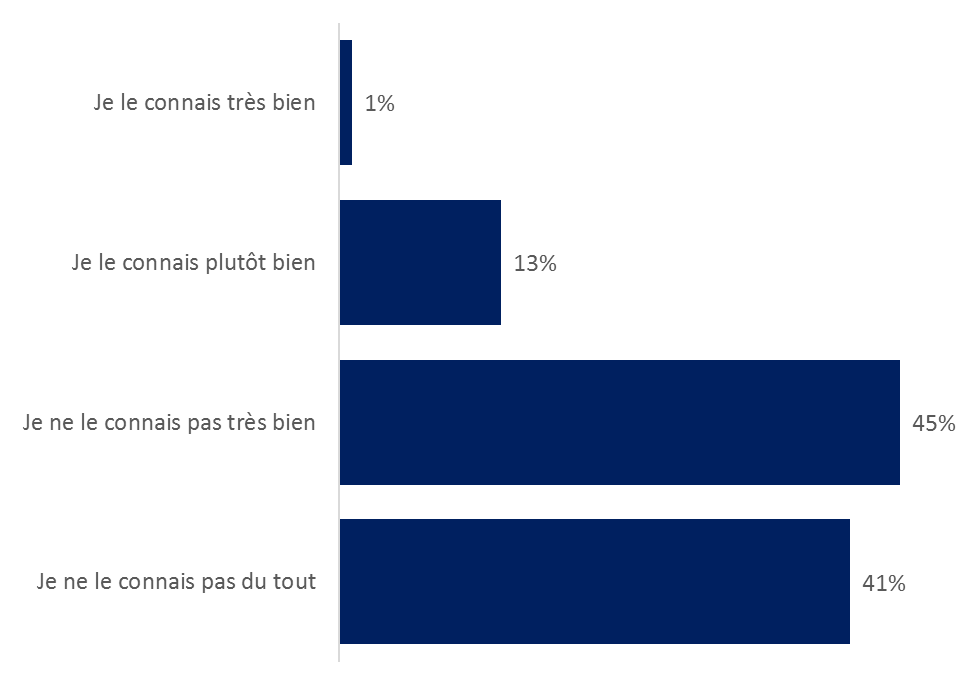 Je le connais très bien 1%
Je le connais plutôt bien 13%
Je ne le connais pas très bien 45%
Je ne le connais pas du tout 41%